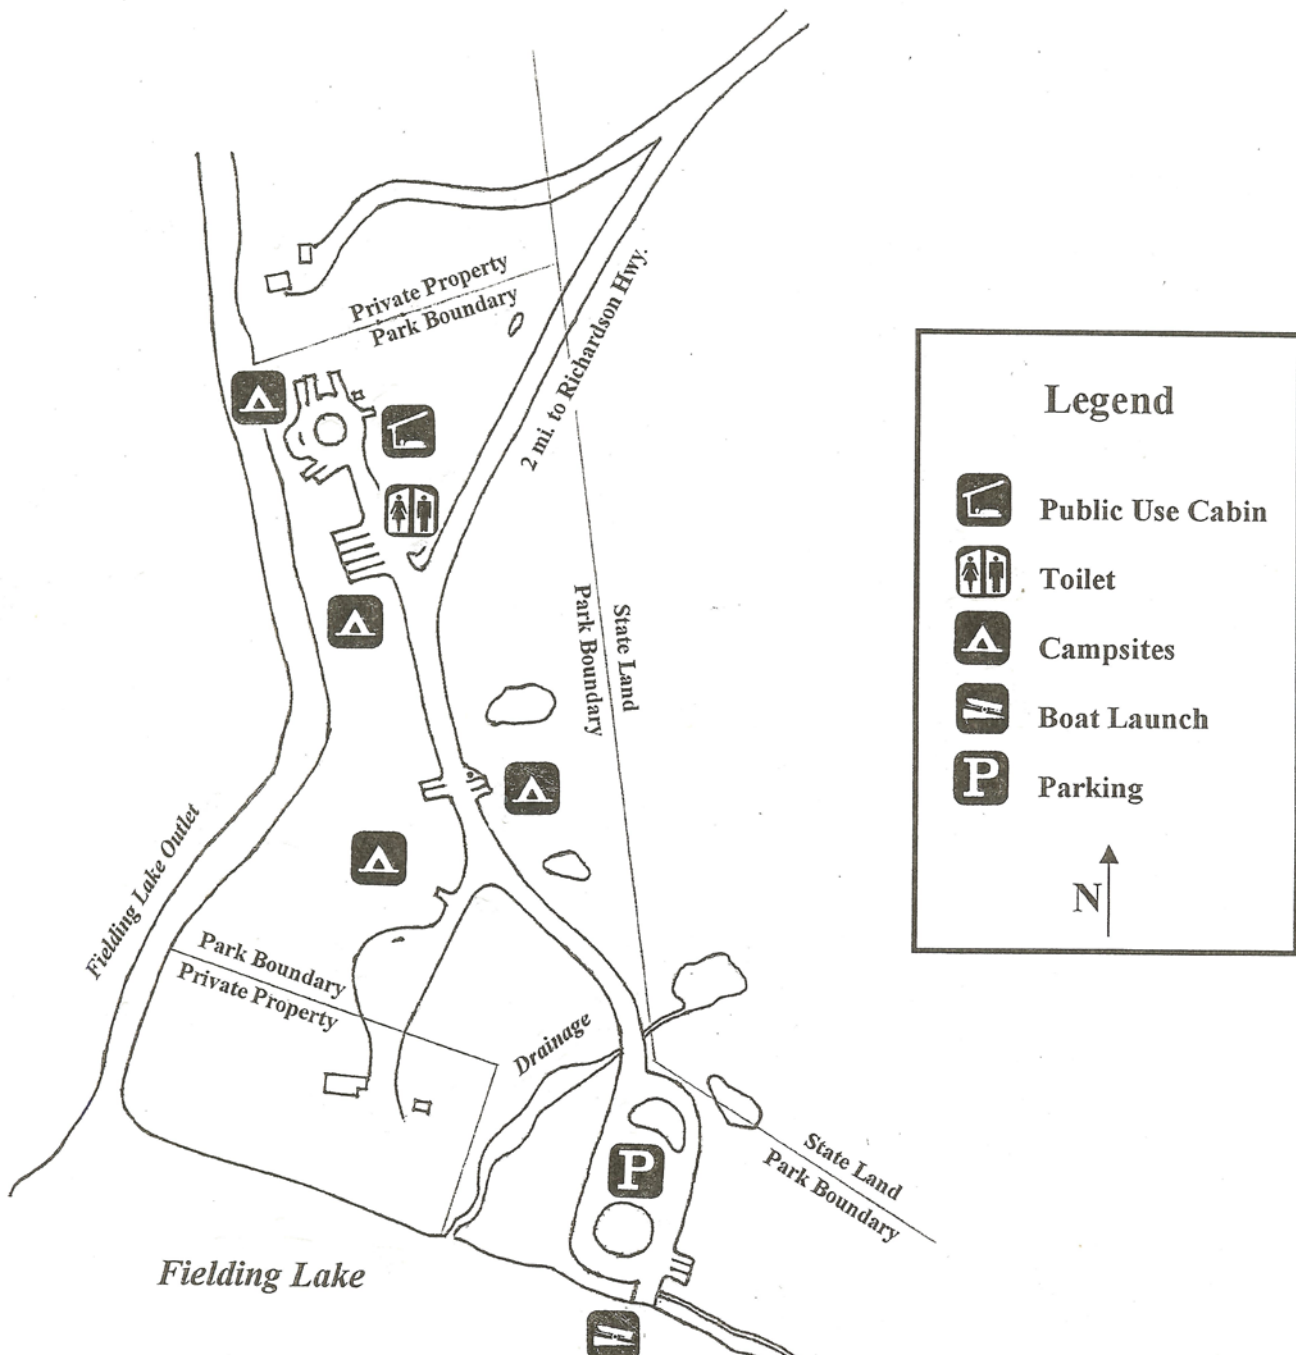 Private Property
Park Boundary
2 mi. to Richardson Hwy.
Legend
Public Use Cabin
Toilet
Campsites
Boat Launch
P Parking
N
State Land
Park Boundary
Fielding Lake Outlet
Park Boundary
Private Property
Drainage
P
State Land
Park Boundary
Fielding Lake